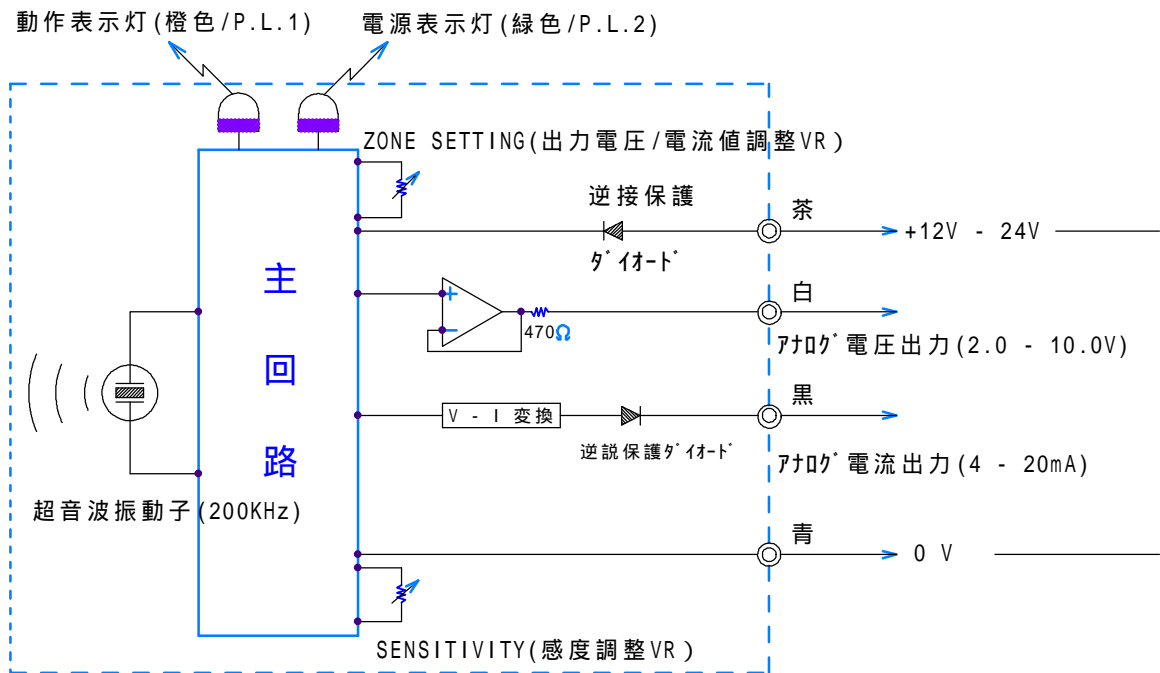 動作表示灯(橙色/P.L.1)
電源表示灯(緑色/P.L.2)
ZONE SETTING(出力電圧/電流値調整VR)
逆接保護
ﾀﾞｲｵｰﾄﾞ
茶
+12V - 24V
主
回
路
+
-
470Ω
白
ｱﾅﾛｸﾞ電圧出力(2.0 - 10.0V)
V - I 変換
逆説保護ﾀﾞｲｵｰﾄﾞ
黒
ｱﾅﾛｸﾞ電流出力(4 - 20mA)
超音波振動子(200KHz)
青
0 V
SENSITIVITY(感度調整VR)